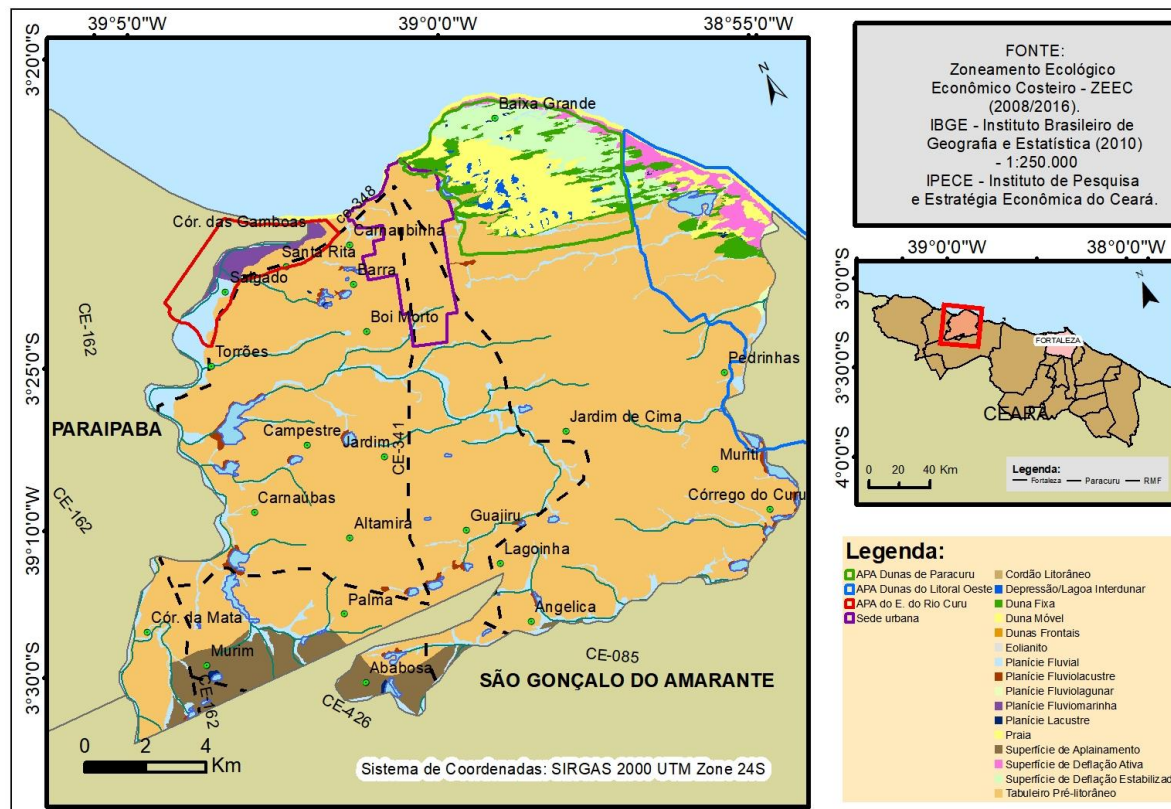 39°5'0"W
39°0'0"W
38°55'0"W
3°20'0"S
N
Baixa Grande
ce-348
Cór. das Gamboas
Carnaubinha
Santa Rita
Salgado
Barra
CE-162
Boi Morto
Torrões
3°25'0"S
Pedrinhas
PARAIPABA
Campestre
Jardim
CE-341
Jardim de Cima
Muriti
CE-162
Carnaúbas
Córrego do Curu
Altamira
Guajiru
39°10'0"W
Lagoinha
Palma
Angelica
Cór. da Mata
Murim
CE-085
Ababosa
SÃO GONÇALO DO AMARANTE
3°30'0"S
CE-162
CE-426
0 2 4
Km
Sistema de Coordenadas: SIRGAS 2000 UTM Zone 24S
FONTE:
Zoneamento Ecológico
Econômico Costeiro - ZEEC
(2008/2016).
IBGE - Instituto Brasileiro de
Geografia e Estatística (2010)
- 1:250.000
IPECE - Instituto de Pesquisa
e Estratégia Econômica do Ceará.
39°0'0"W
38°0'0"W
3°0'0"S
N
FORTALEZA
3°30'0"S
CEARÁ
4°0'0"S
0 20 40 Km
Legenda:
Fortaleza Paracuru RMF
Legenda:
APA Dunas de Paracuru
APA Dunas do Litoral Oeste
APA do E. do Rio Curu
Sede urbana
Cordão Litorâneo
Depressão/Lagoa Interdunar
Duna Fixa
Duna Móvel
Dunas Frontais
Eolianito
Planície Fluvial
Planície Fluviolacustre
Planície Fluviolagunar
Planície Fluviomarinha
Planície Lacustre
Praia
Superfície de Aplainamento
Superfície de Deflação Ativa
Superfície de Deflação Estabilizad
Tabuleiro Pré-litorâneo